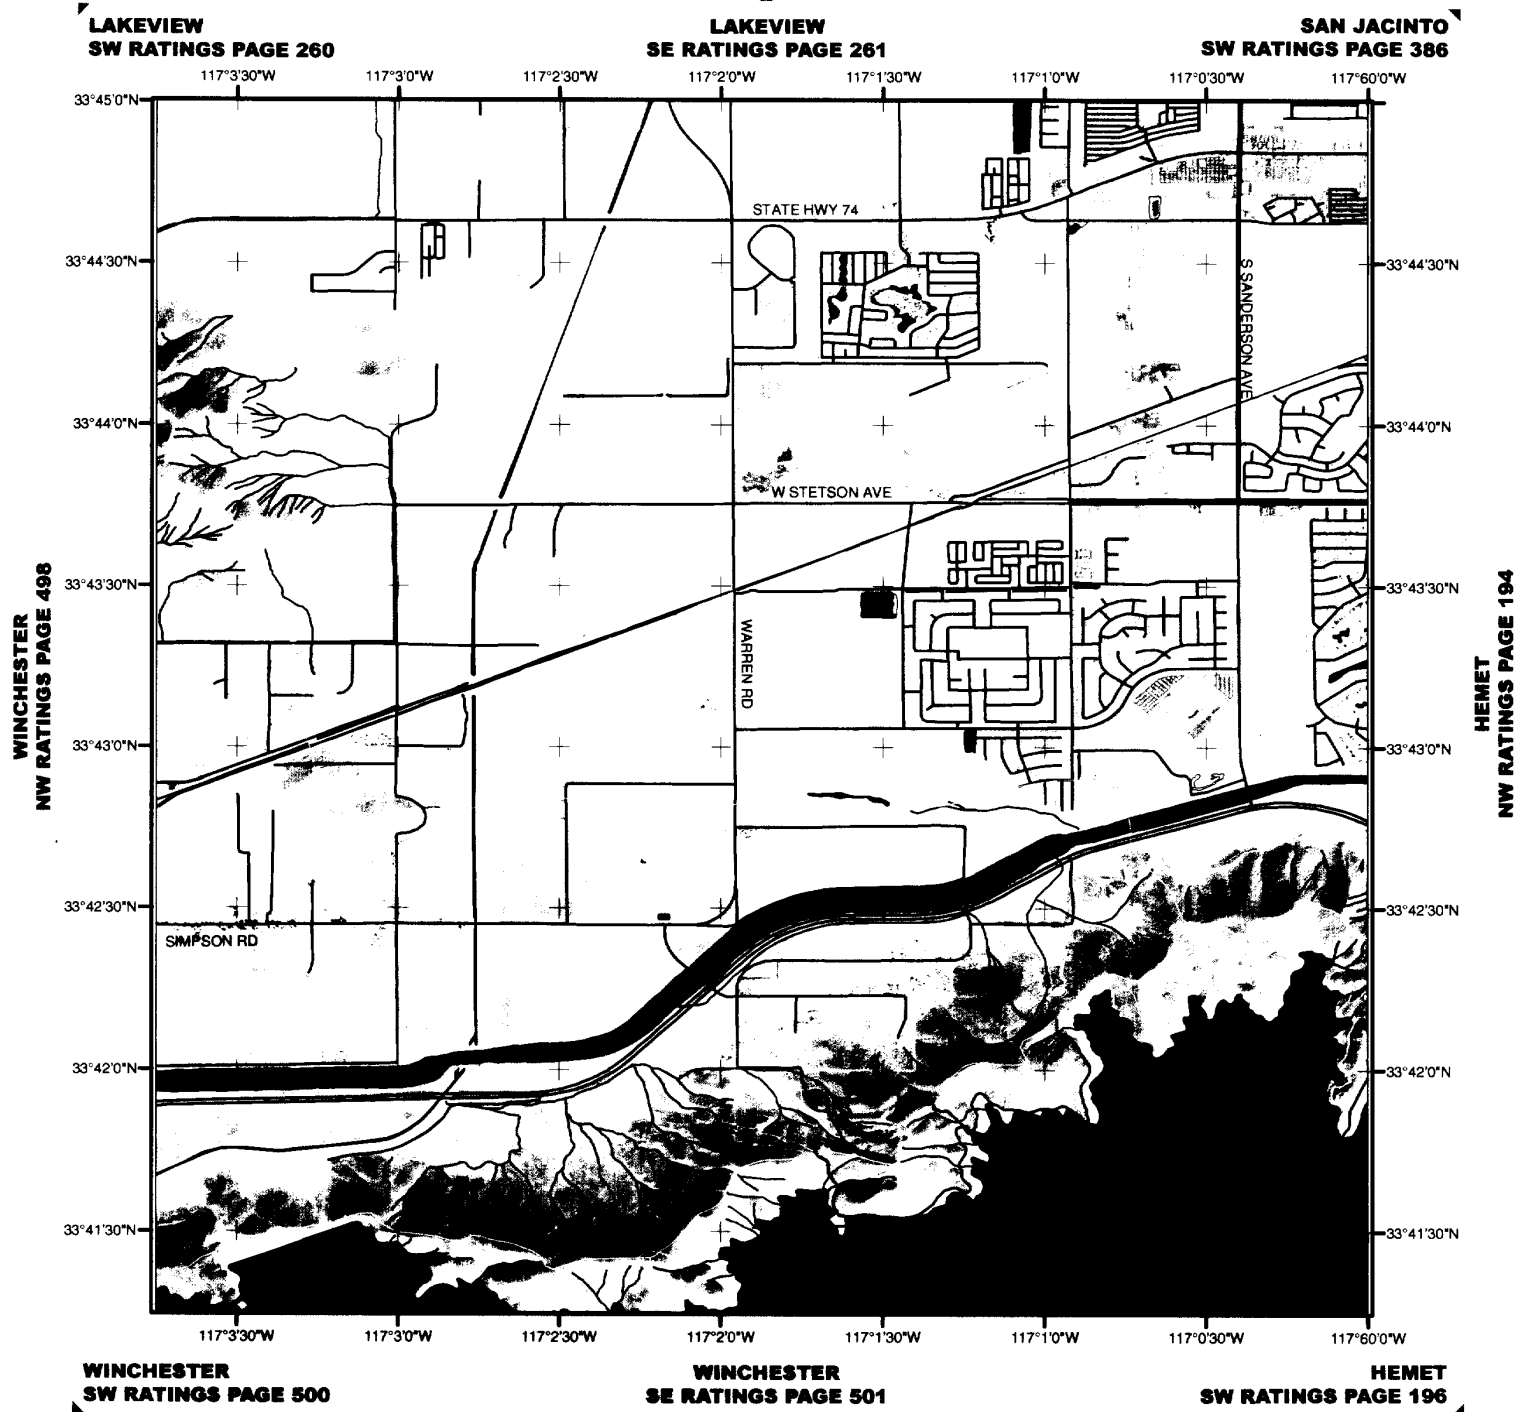 LAKEVIEW
SW RATINGS PAGE 260
LAKEVIEW
SE RATINGS PAGE 261
SAN JACINTO
SW RATINGS PAGE 386
117°3'30"W
117°3'0"W
117°2'30"W
117°2'0"W
117°1'30"W
117°1'0"W
117°0'30"W
117°60'0"W
33°45'0"N
STATE HWY 74
33°44'30"N
33°44'30"N
S SANDERSON AVE
33°44'0"N
33°44'0"N
W STETSON AVE
WINCHESTER
NW RATINGS PAGE 498
33°43'30"N
33°43'30"N
WARREN RD
HEMET
NW RATINGS PAGE 194
33°43'0"N
33°43'0"N
33°42'30"N
33°42'30"N
SIMPSON RD
33°42'0"N
33°42'0"N
33°41'30"N
33°41'30"N
117°3'30"W
117°3'0"W
117°2'30"W
117°2'0"W
117°1'30"W
117°1'0"W
117°0'30"W
117°60'0"W
WINCHESTER
SW RATINGS PAGE 500
WINCHESTER
SE RATINGS PAGE 501
HEMET
SW RATINGS PAGE 196